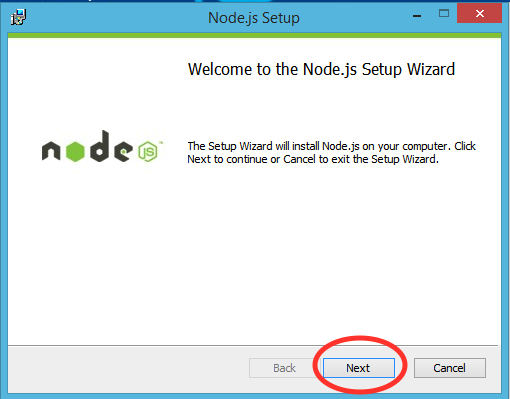 Node.js Setup
Welcome to the Node.js Setup Wizard
node JS™
The Setup Wizard will install Node.js on your computer. Click
Next to continue or Cancel to exit the Setup Wizard.
Back
Next
Cancel